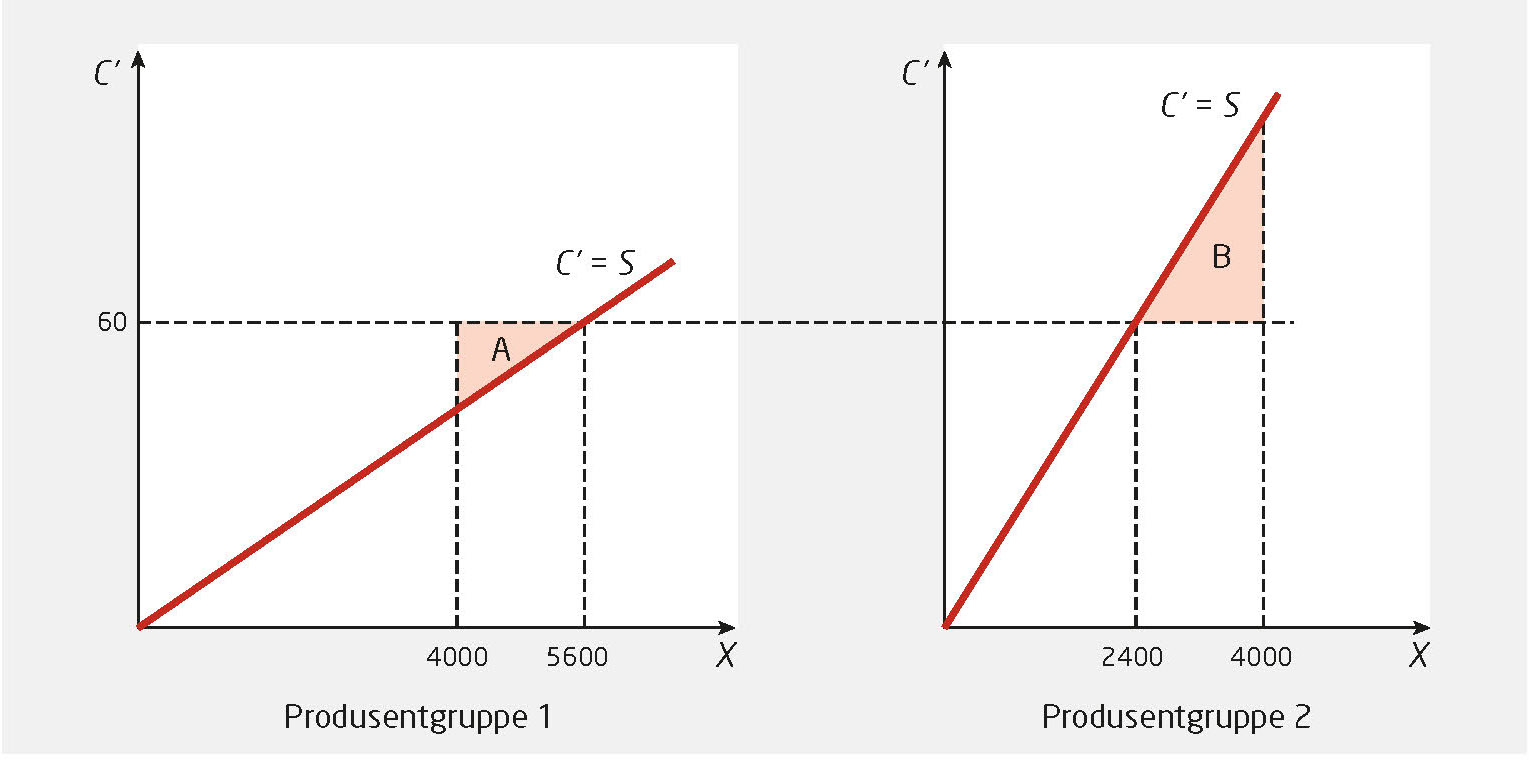 C′
C′ = S
60
A
4000
5600
X
Produsentgruppe 1
C′
C′ = S
B
2400
4000
X
Produsentgruppe 2